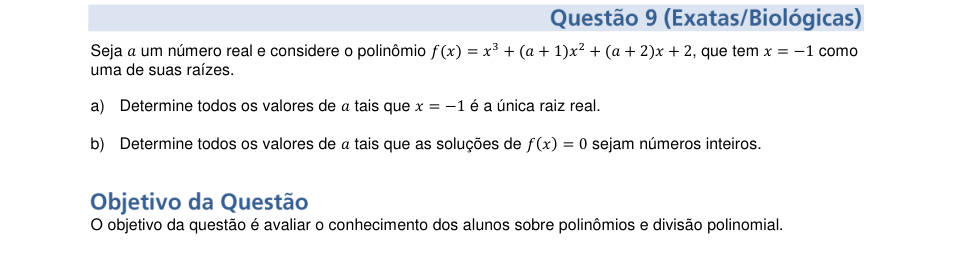 Questão 9 (Exatas/Biológicas)
Seja a um número real e considere o polinômio f(x) = x³ + (a + 1)x² + (a + 2)x + 2, que tem x = −1 como
uma de suas raízes.
a) Determine todos os valores de a tais que x = −1 é a única raiz real.
b) Determine todos os valores de a tais que as soluções de f(x) = 0 sejam números inteiros.
Objetivo da Questão
O objetivo da questão é avaliar o conhecimento dos alunos sobre polinômios e divisão polinomial.